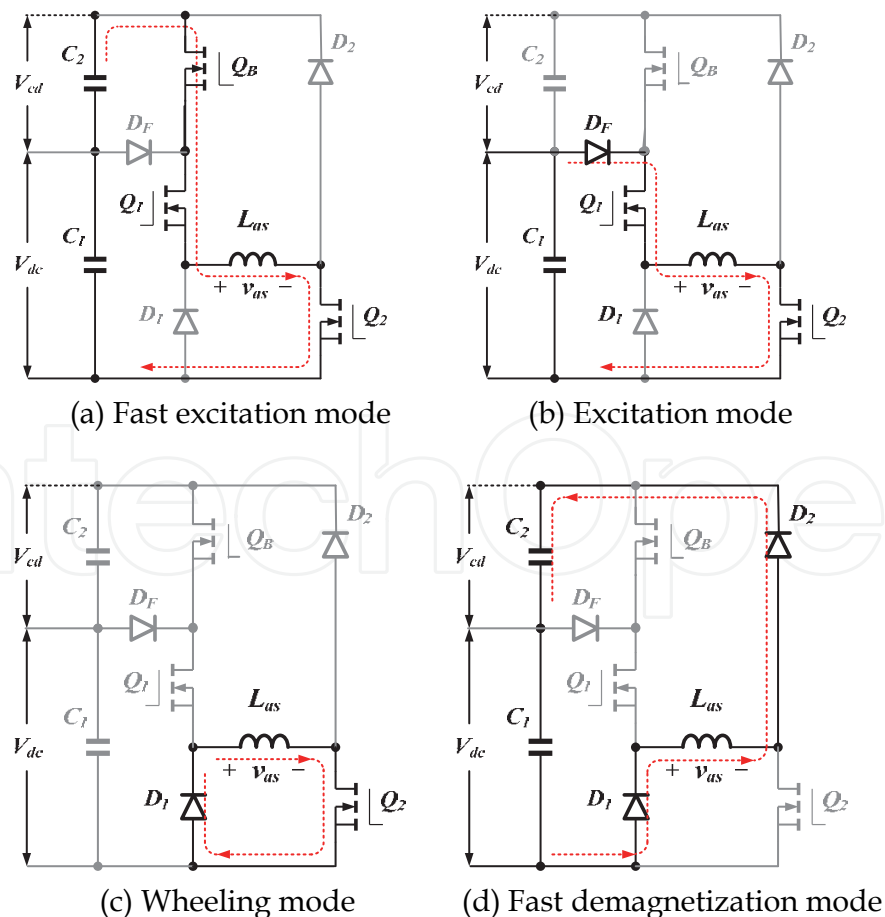 C2
QB
D2
Vcd
DF
Q1
Las
C1
Vdc
+ vas −
D1
Q2
(a) Fast excitation mode
C2
QB
D2
Vcd
DF
Q1
Las
C1
Vdc
+ vas −
D1
Q2
(b) Excitation mode
C2
QB
D2
Vcd
DF
Q1
Las
C1
Vdc
+ vas −
D1
Q2
(c) Wheeling mode
C2
QB
D2
Vcd
DF
Q1
Las
C1
Vdc
+ vas −
D1
Q2
(d) Fast demagnetization mode
ntechOpe